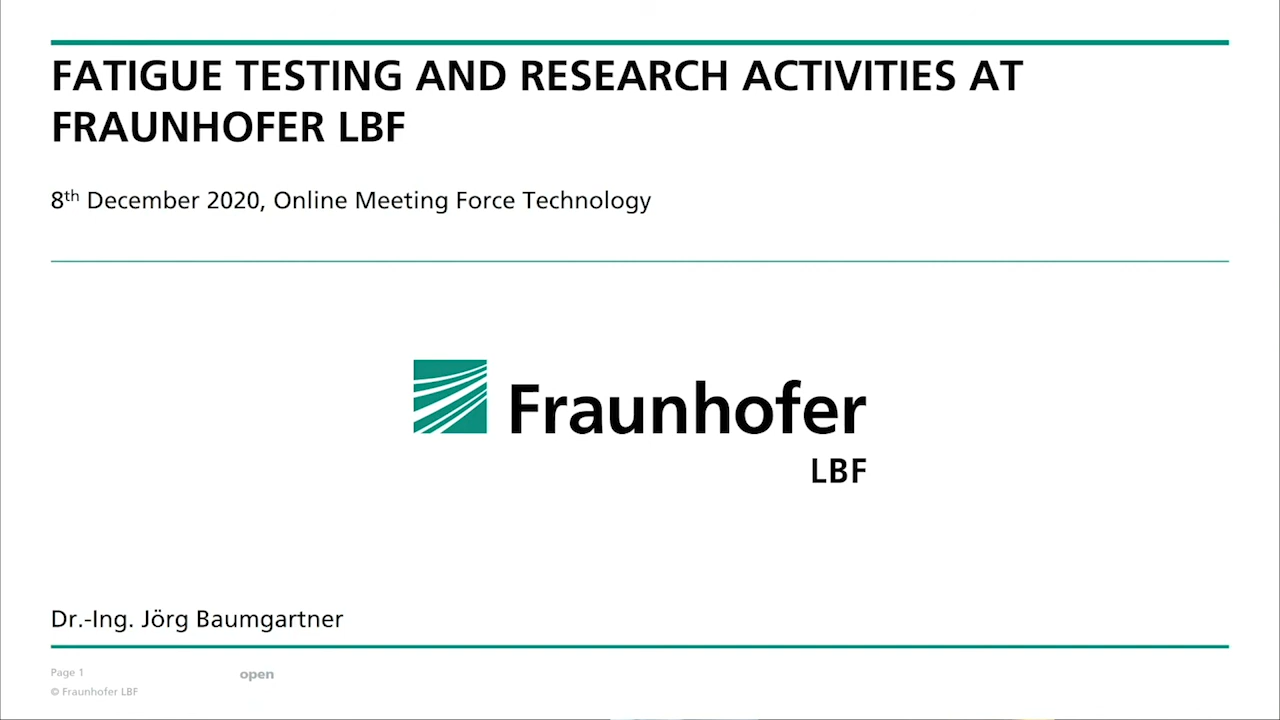 FATIGUE TESTING AND RESEARCH ACTIVITIES AT
FRAUNHOFER LBF
8th December 2020, Online Meeting Force Technology
Fraunhofer
LBF
Dr.-Ing. Jörg Baumgartner
Page 1
open
© Fraunhofer LBF